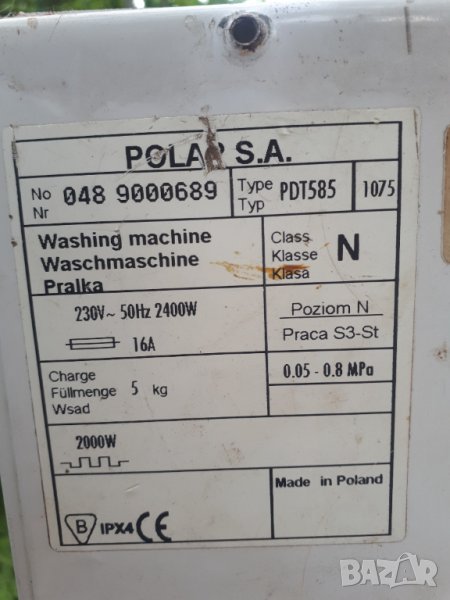 POLAR S.A.
No Nr 048 9000689 Type Typ PDT585 1075
Washing machine
Waschmaschine
Pralka
Class
Klasse
Klasa
N
230V~ 50Hz 2400W
16A
Poziom N
Praca S3-St
Charge
Füllmenge 5 kg
Wsad
0.05 - 0.8 MPa
2000W
Made in Poland
B IPX4 CE
BAZAR